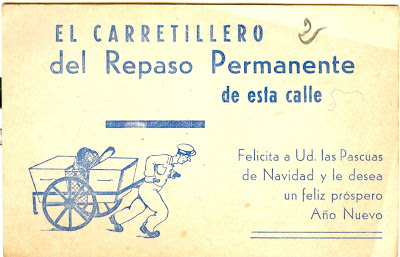 EL CARRETILLERO
del Repaso Permanente
de esta calle
Felicita a Ud. las Pascuas
de Navidad y le desea
un feliz próspero
Año Nuevo